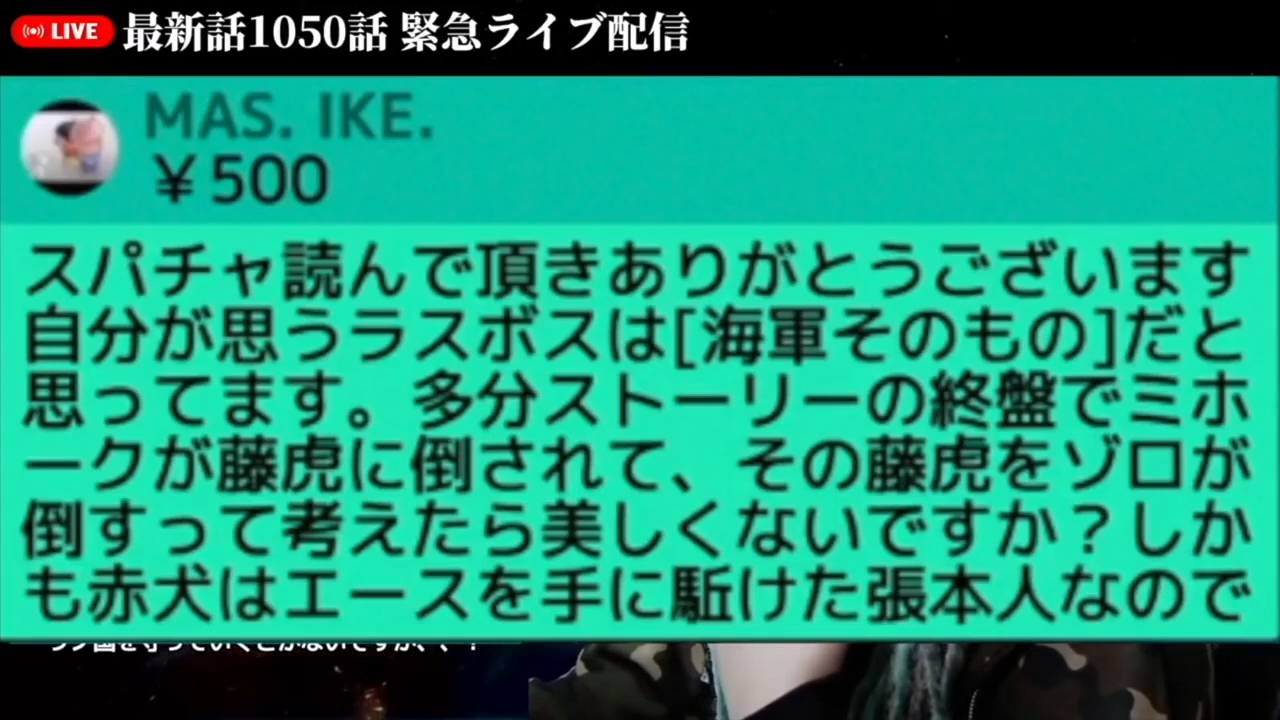 LIVE 最新話1050話 緊急ライブ配信
MAS. IKE.
￥500
スパチャ読んで頂きありがとうございます
自分が思うラスボスは[海軍そのもの]だと
思ってます。多分ストーリーの終盤でミホ
ークが藤虎に倒されて、その藤虎をゾロが
倒すって考えたら美しくないですか？しか
も赤犬はエースを手に駈けた張本人なので